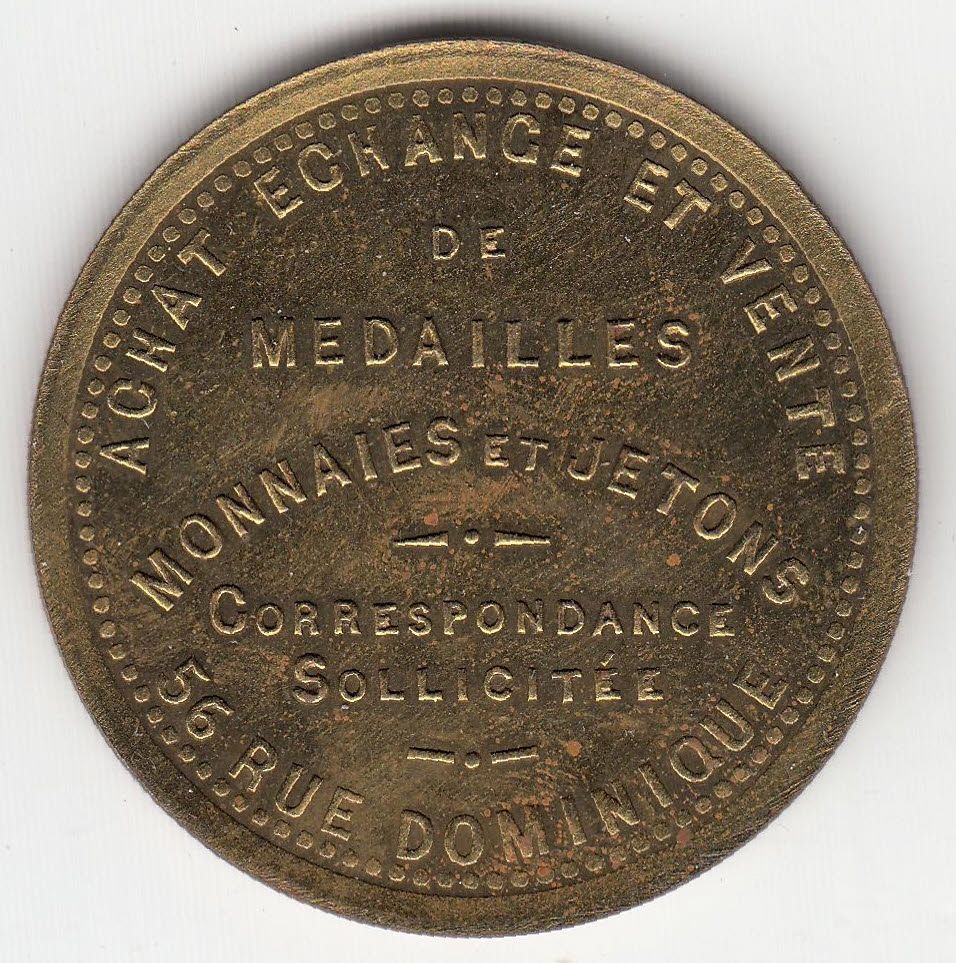 ACHAT ECHANGE ET VENTE
DE
MEDAILLES
MONNAIES ET JETONS
CORRESPONDANCE
SOLLICITÉE
56 RUE DOMINIQUE